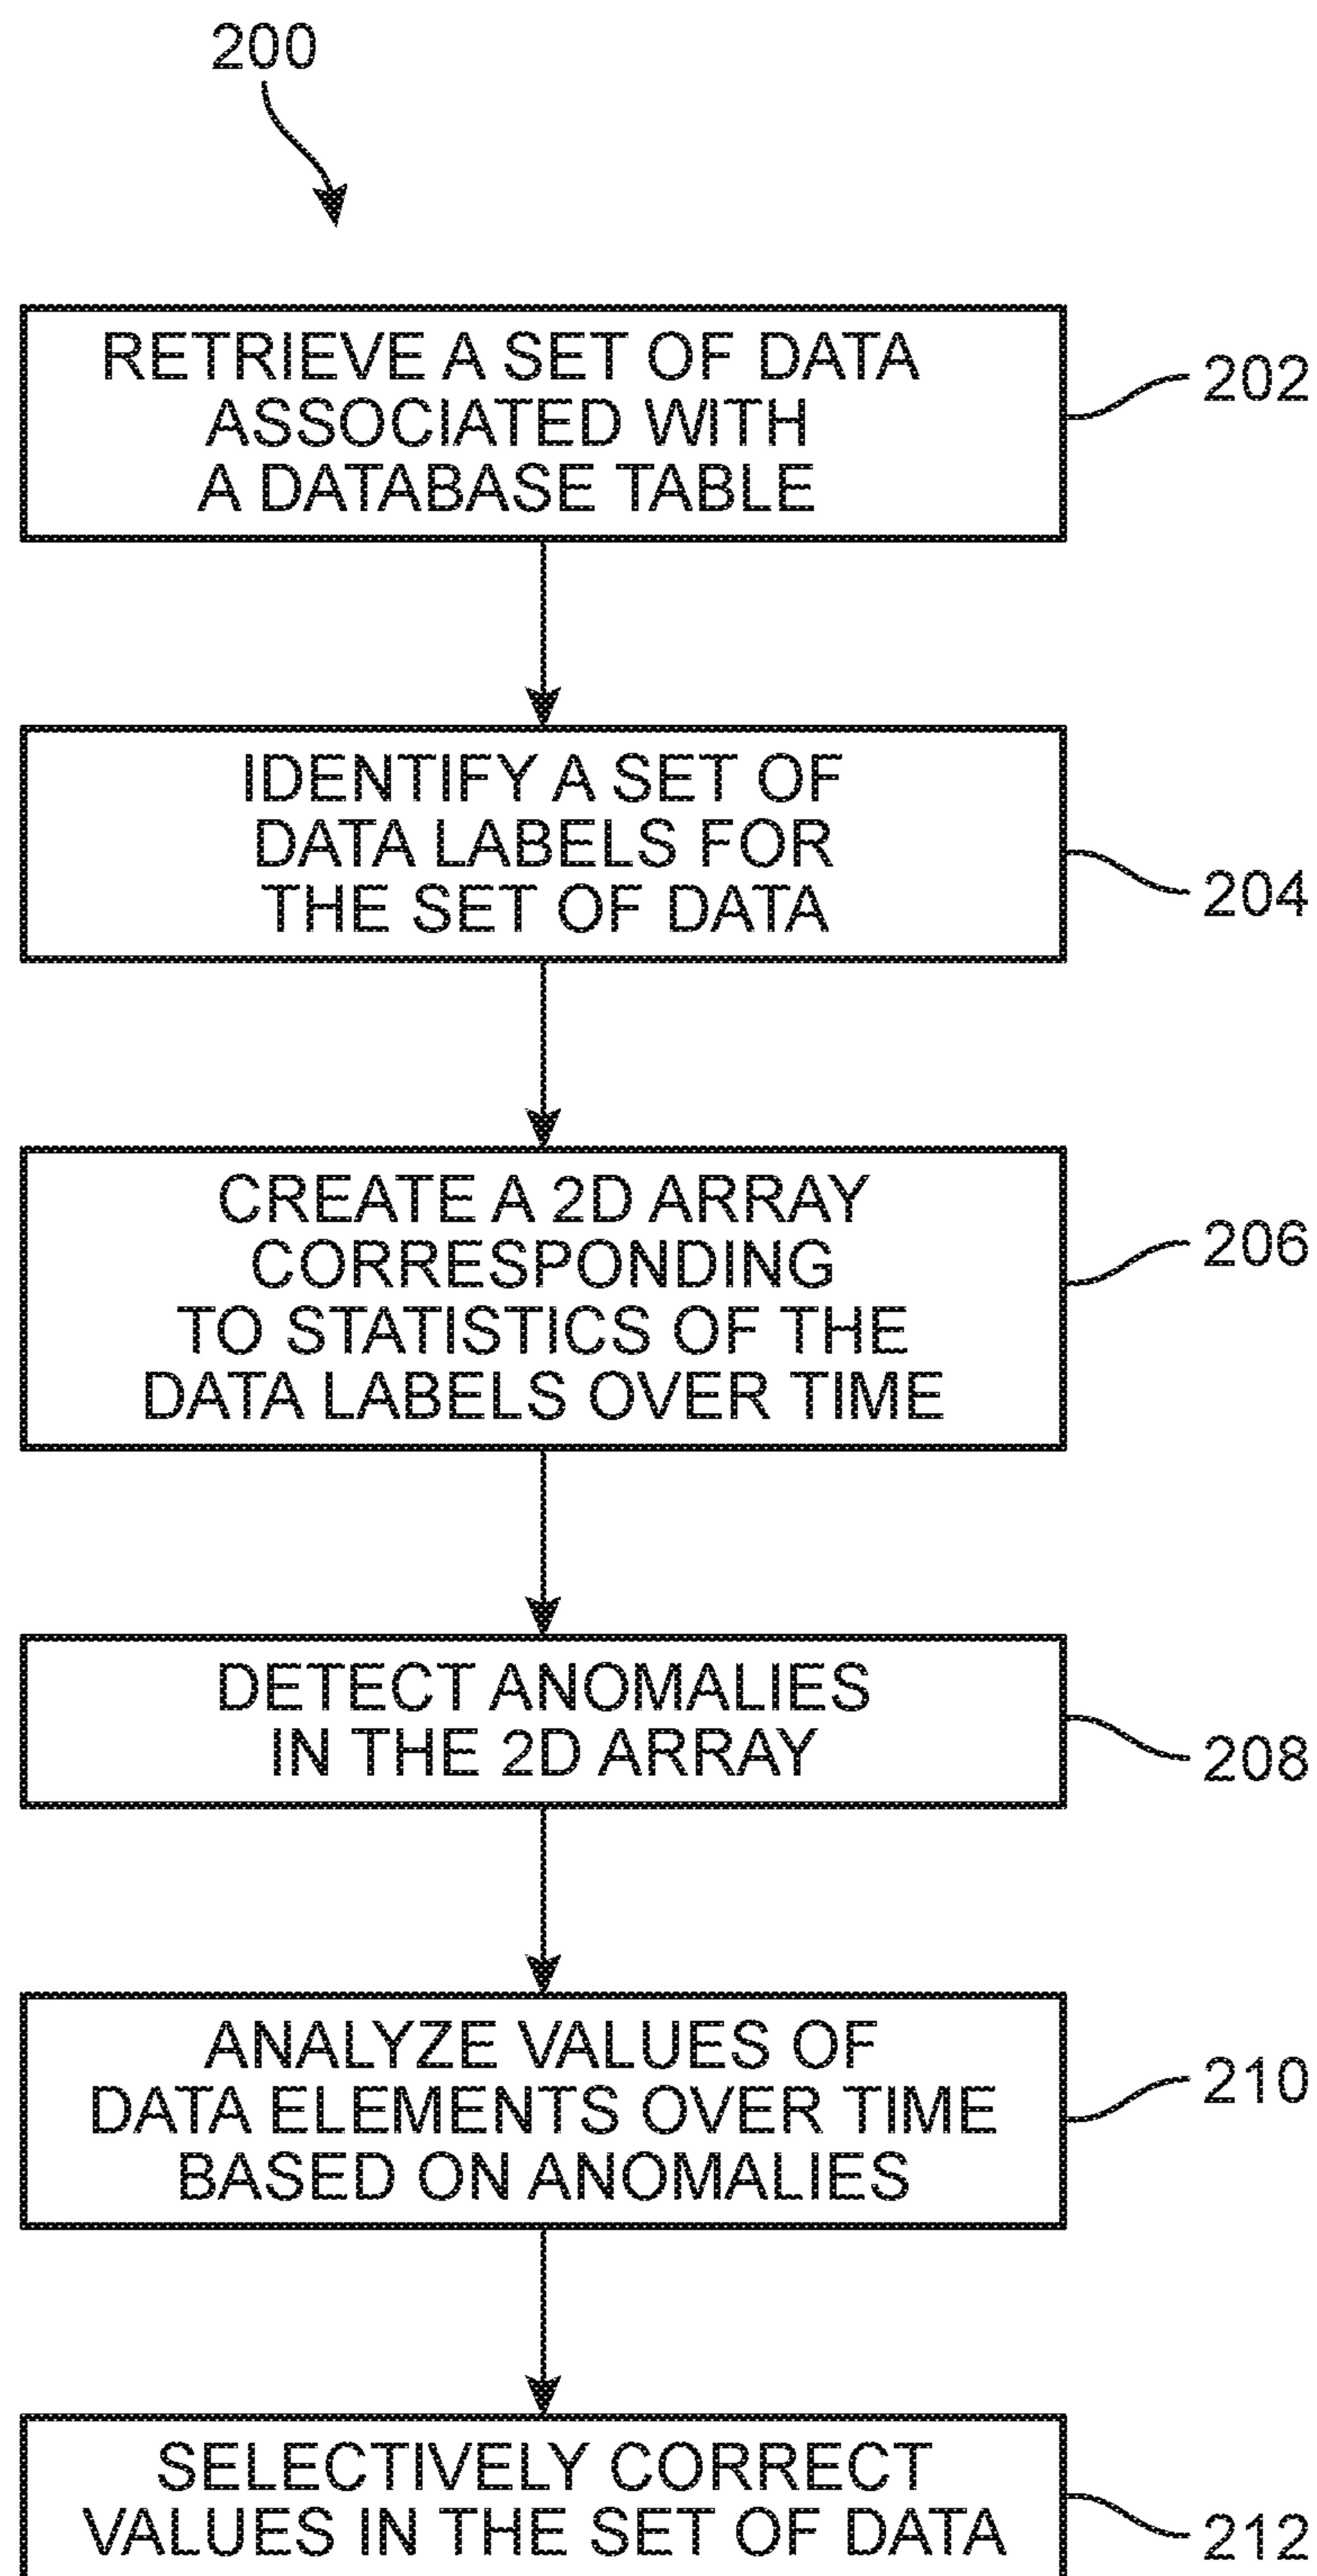 200
RETRIEVE A SET OF DATA
ASSOCIATED WITH
A DATABASE TABLE
202
IDENTIFY A SET OF
DATA LABELS FOR
THE SET OF DATA
204
CREATE A 2D ARRAY
CORRESPONDING
TO STATISTICS OF THE
DATA LABELS OVER TIME
206
DETECT ANOMALIES
IN THE 2D ARRAY
208
ANALYZE VALUES OF
DATA ELEMENTS OVER TIME
BASED ON ANOMALIES
210
SELECTIVELY CORRECT
VALUES IN THE SET OF DATA
212